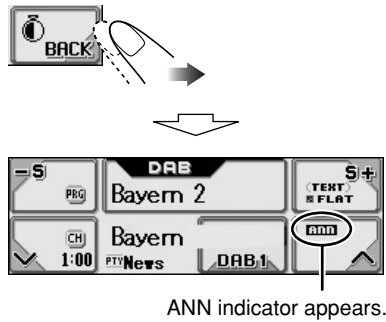 BACK
DAB
–S
S+
PRG
Bayern 2
(TEXT)
FLAT
CH
Bayern
ANN
1:00
PTY News
DAB1
ANN indicator appears.